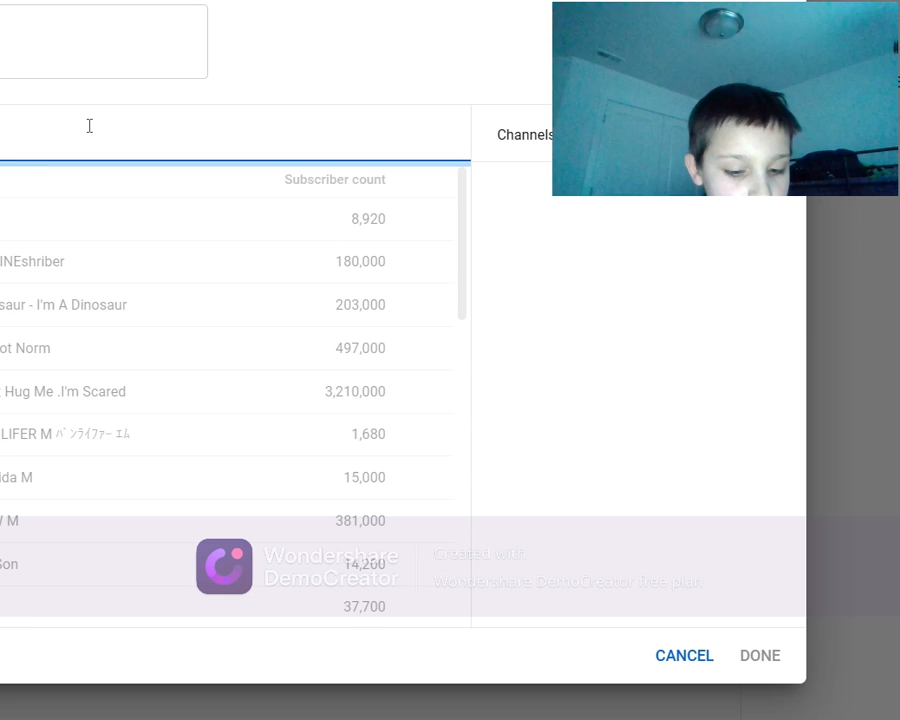 Channels
Subscriber count
8,920
INEshriber 180,000
saur - I'm A Dinosaur 203,000
ot Norm 497,000
Hug Me .I'm Scared 3,210,000
LIFER M ﾊﾞﾝﾗｲﾌｧｰ ｴﾑ 1,680
ida M 15,000
M 381,000
Son 14,200
37,700
Wondershare
DemoCreator
Created with
Wondershare DemoCreator free plan
CANCEL DONE